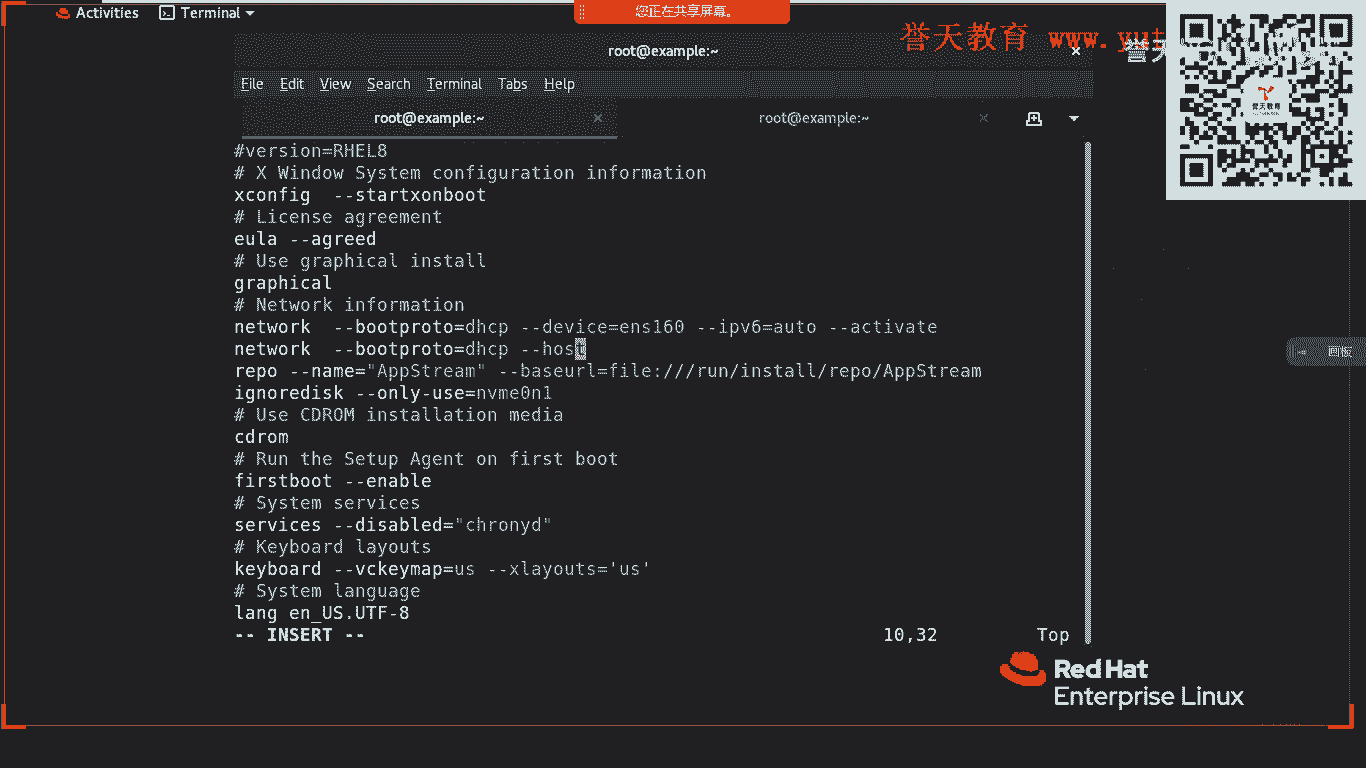 Activities Terminal
您正在共享屏幕。
誉天教育 www.yut
root@example:~
File Edit View Search Terminal Tabs Help
root@example:~ root@example:~
#version=RHEL8
# X Window System configuration information
xconfig  --startxonboot
# License agreement
eula --agreed
# Use graphical install
graphical
# Network information
network  --bootproto=dhcp --device=ens160 --ipv6=auto --activate
network  --bootproto=dhcp --host
repo --name="AppStream" --baseurl=file:///run/install/repo/AppStream
ignoredisk --only-use=nvme0n1
# Use CDROM installation media
cdrom
# Run the Setup Agent on first boot
firstboot --enable
# System services
services --disabled="chronyd"
# Keyboard layouts
keyboard --vckeymap=us --xlayouts='us'
# System language
lang en_US.UTF-8
-- INSERT -- 10,32 Top
誉天教育
画板
Red Hat
Enterprise Linux